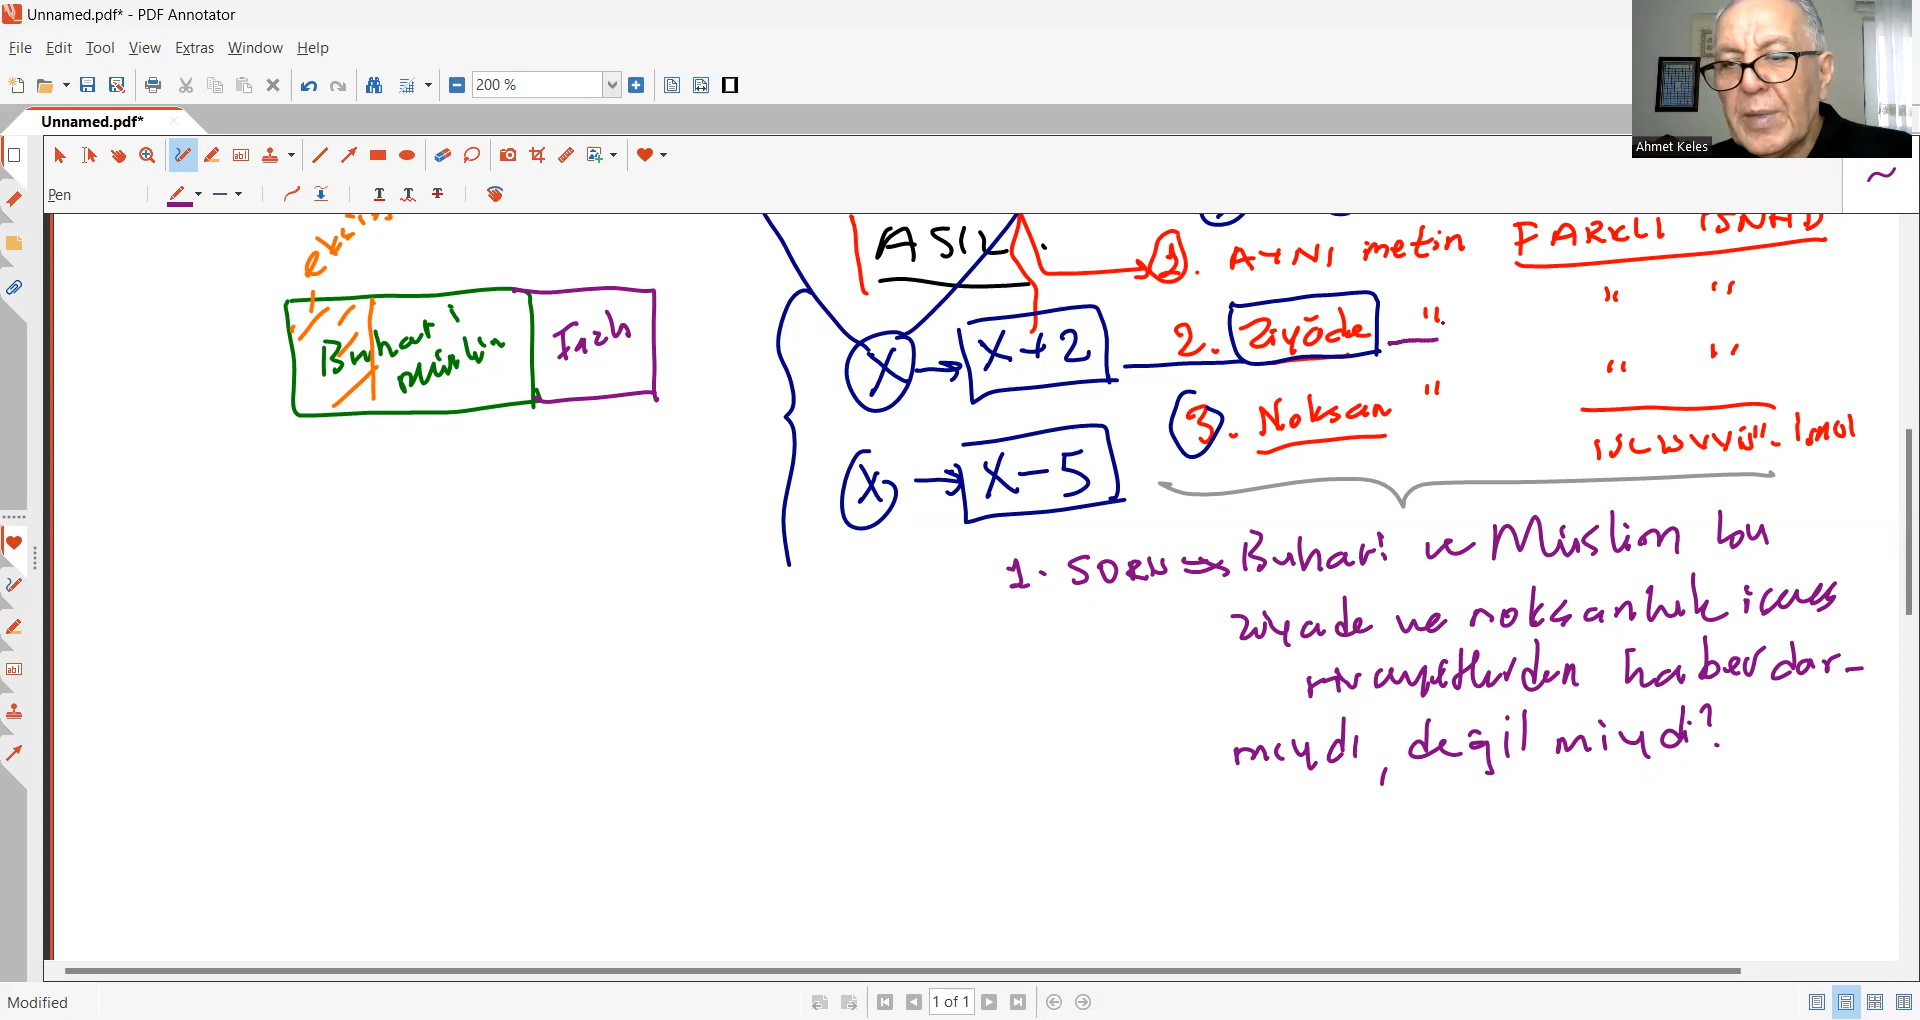 Unnamed.pdf* - PDF Annotator
File Edit Tool View Extras Window Help
200 %
Unnamed.pdf*
Ahmet Keles
Pen
eksik
ASIL
1. AYNI metin FARKLI İSNAD
" "
Buhari
Müslim
Fazla
X → X + 2
2. Ziyāde "
" "
3. Noksan "
X → X - 5
1. SORU ⇒ Buhari ve Müslim bu
ziyade ve noksanlık
rivayetlerden haberdar-
mıydı, değil miydi?
Modified
1 of 1